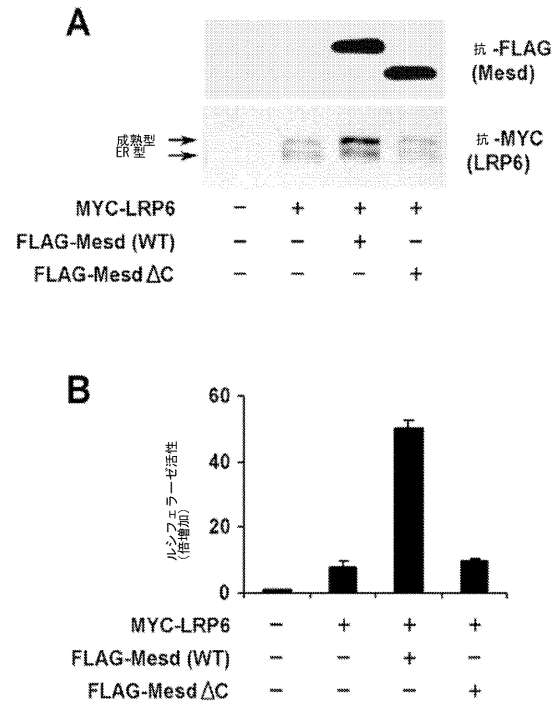 A
抗 -FLAG
(Mesd)
成熟型
ER 型
抗 -MYC
(LRP6)
MYC-LRP6 − + + +
FLAG-Mesd (WT) − − + −
FLAG-Mesd ΔC − − − +
B
ルシフェラーゼ活性
(倍増加)
60
40
20
0
MYC-LRP6 − + + +
FLAG-Mesd (WT) − − + −
FLAG-Mesd ΔC − − − +